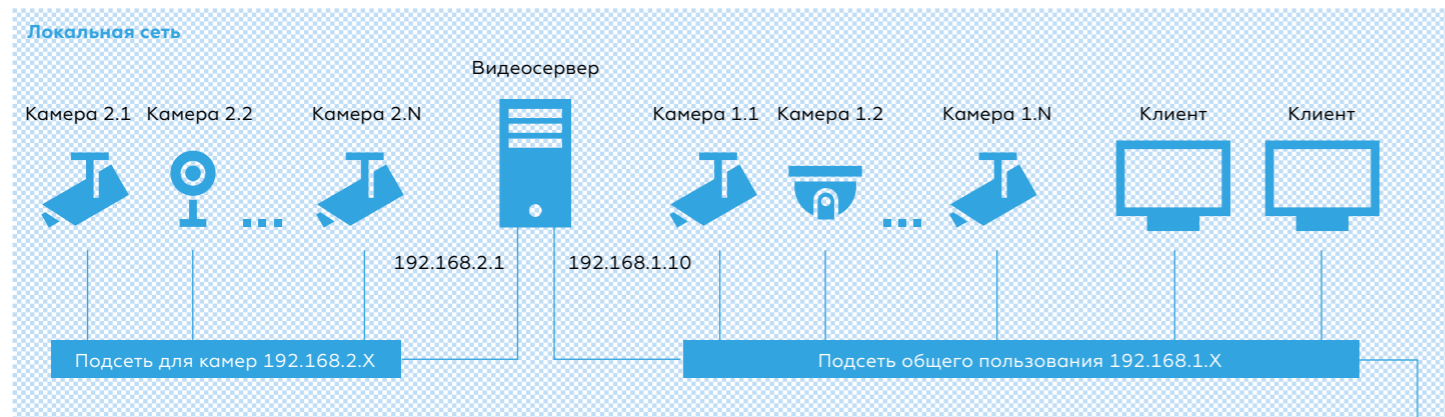 Локальная сеть
Видеосервер
Камера 2.1 Камера 2.2 Камера 2.N Камера 1.1 Камера 1.2 Камера 1.N Клиент Клиент
192.168.2.1 192.168.1.10
Подсеть для камер 192.168.2.X Подсеть общего пользования 192.168.1.X